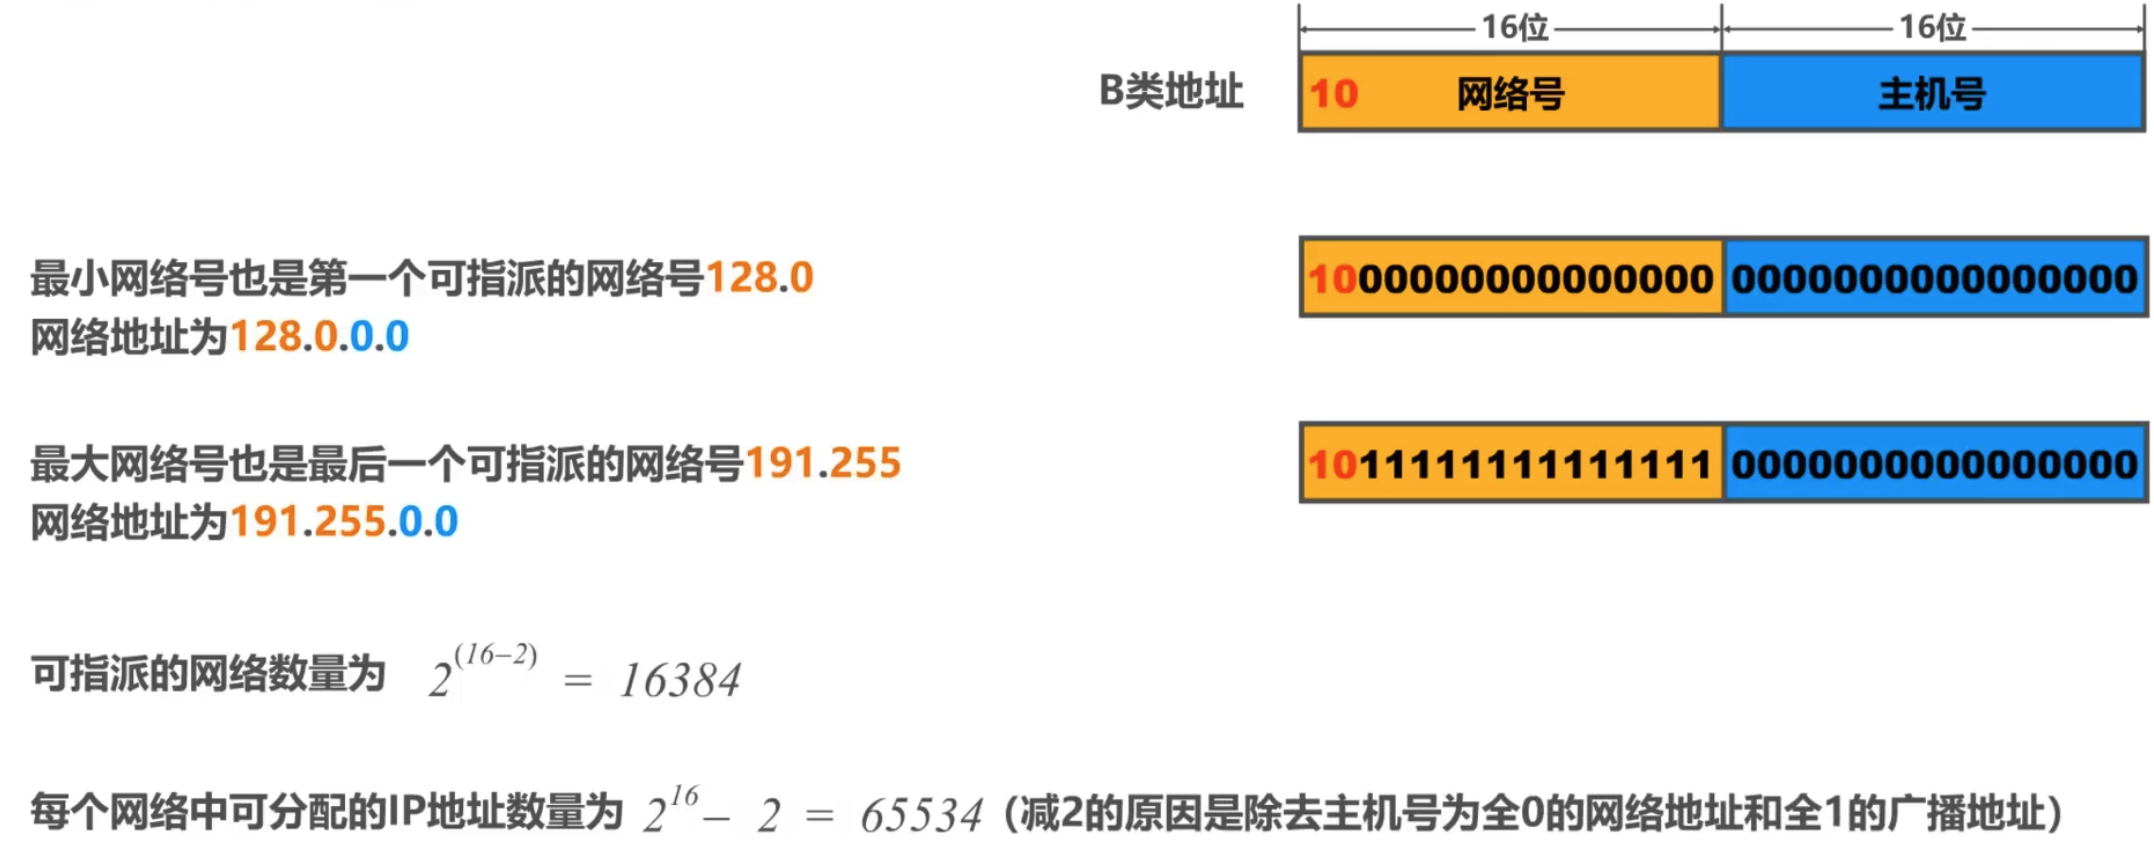 16位 16位
B类地址 10 网络号 主机号
最小网络号也是第一个可指派的网络号128.0
网络地址为128.0.0.0
1000000000000000 0000000000000000
最大网络号也是最后一个可指派的网络号191.255
网络地址为191.255.0.0
1011111111111111 0000000000000000
可指派的网络数量为 2^(16–2) = 16384
每个网络中可分配的IP地址数量为 2^16 – 2 = 65534（减2的原因是除去主机号为全0的网络地址和全1的广播地址）